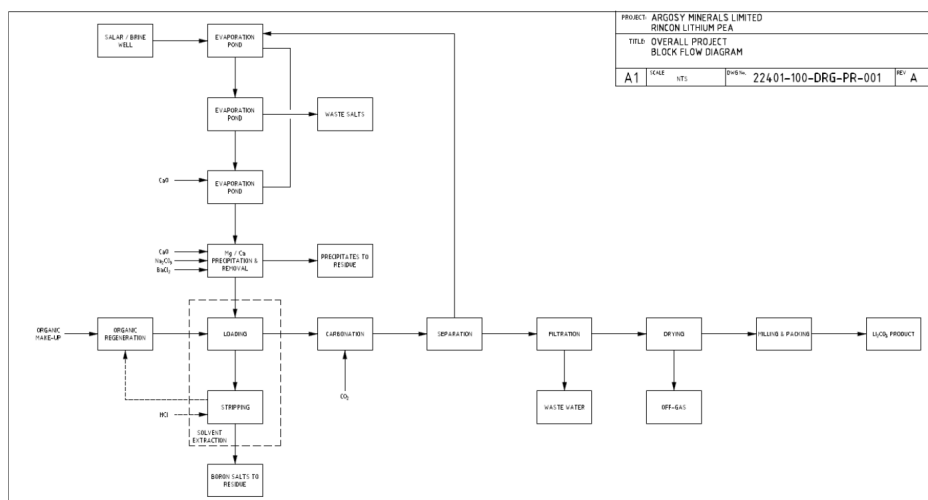 PROJECT: ARGOSY MINERALS LIMITED
RINCON LITHIUM PEA
TITLE: OVERALL PROJECT
BLOCK FLOW DIAGRAM
A1 SCALE NTS DWG No. 22401-100-DRG-PR-001 REV A
SALAR / BRINE
WELL
EVAPORATION
POND
EVAPORATION
POND
WASTE SALTS
CaO
EVAPORATION
POND
CaO
Na₂CO₃
BaCl₂
Mg / Ca
PRECIPITATION &
REMOVAL
PRECIPITATES TO
RESIDUE
ORGANIC
MAKE-UP
ORGANIC
REGENERATION
LOADING
CARBONATION
SEPARATION
FILTRATION
DRYING
MILLING & PACKING
Li₂CO₃ PRODUCT
CO₂
HCl
STRIPPING
SOLVENT
EXTRACTION
WASTE WATER
OFF-GAS
BORON SALTS TO
RESIDUE